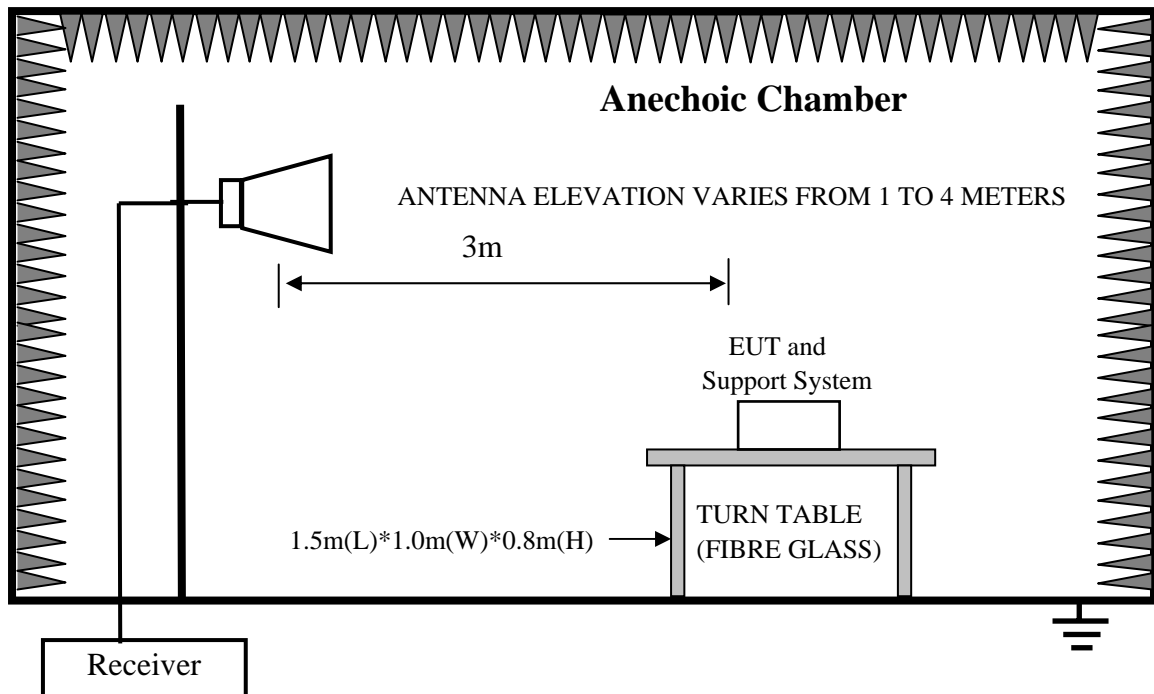 Anechoic Chamber
ANTENNA ELEVATION VARIES FROM 1 TO 4 METERS
3m
EUT and
Support System
TURN TABLE
1.5m(L)*1.0m(W)*0.8m(H)
(FIBRE GLASS)
Receiver